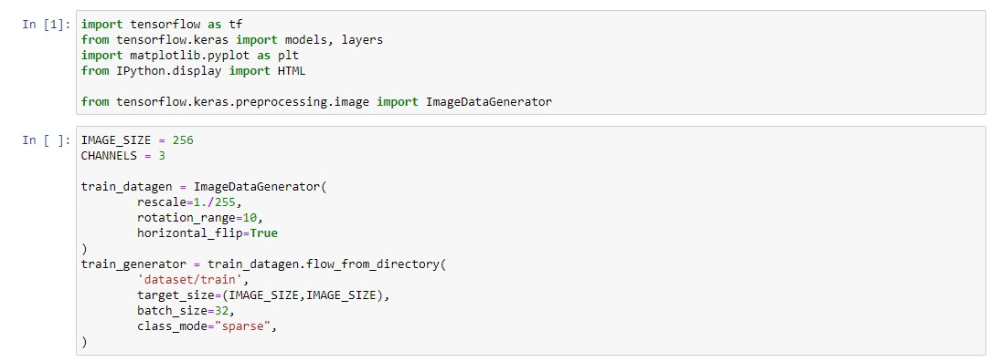 In [1]: import tensorflow as tf
from tensorflow.keras import models, layers
import matplotlib.pyplot as plt
from IPython.display import HTML
from tensorflow.keras.preprocessing.image import ImageDataGenerator
In [ ]: IMAGE_SIZE = 256
CHANNELS = 3
train_datagen = ImageDataGenerator(
        rescale=1./255,
        rotation_range=10,
        horizontal_flip=True
)
train_generator = train_datagen.flow_from_directory(
        'dataset/train',
        target_size=(IMAGE_SIZE,IMAGE_SIZE),
        batch_size=32,
        class_mode="sparse",
)